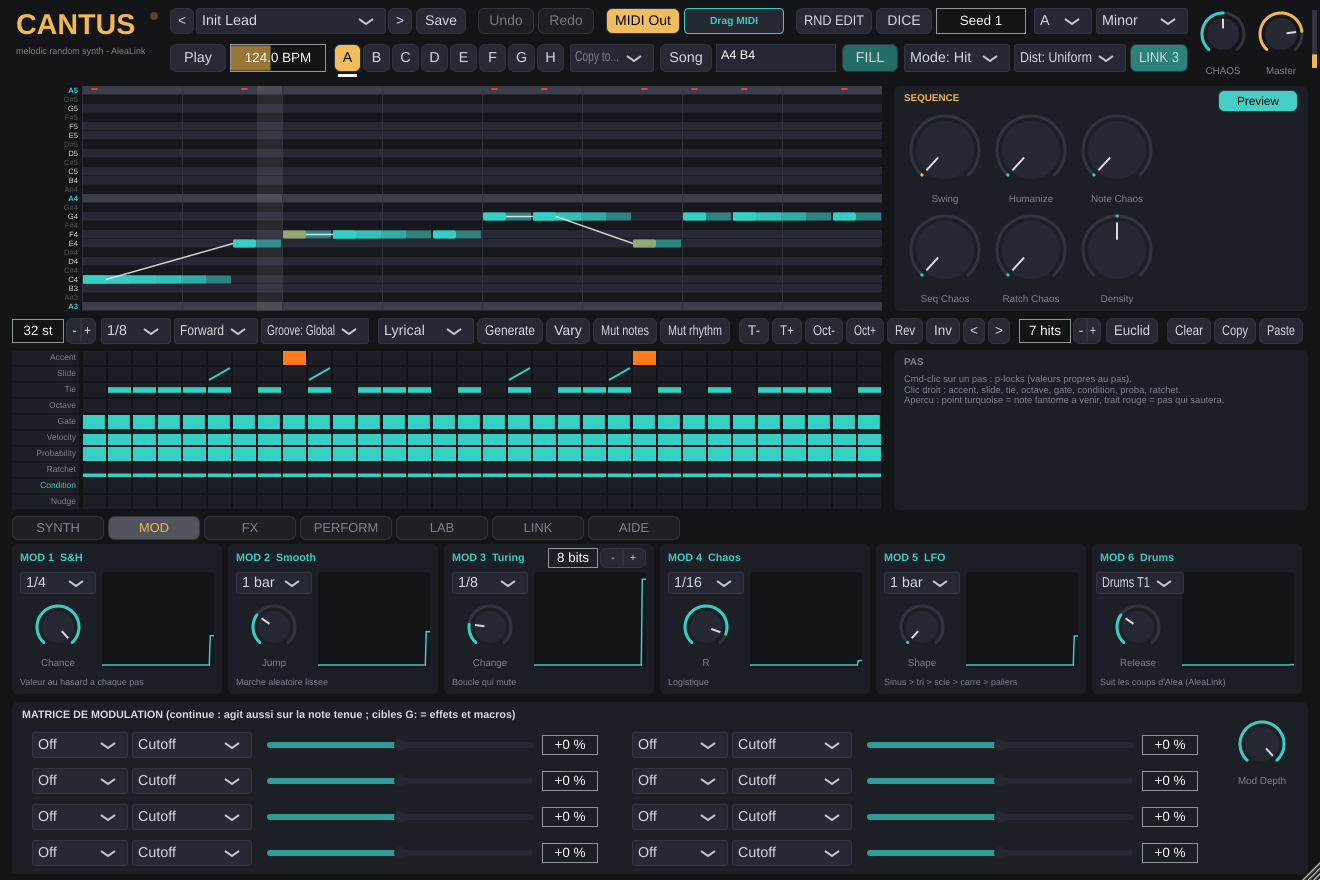 CANTUS
melodic random synth - AleaLink
< Init Lead > Save Undo Redo MIDI Out Drag MIDI RND EDIT DICE Seed 1 A Minor
Play 124.0 BPM A B C D E F G H Copy to... Song A4 B4 FILL Mode: Hit Dist: Uniform LINK 3
CHAOS Master
A5
G#5
G5
F#5
F5
E5
D#5
D5
C#5
C5
B4
A#4
A4
G#4
G4
F#4
F4
E4
D#4
D4
C#4
C4
B3
A#3
A3
SEQUENCE Preview
Swing Humanize Note Chaos
Seq Chaos Ratch Chaos Density
32 st - + 1/8 Forward Groove: Global Lyrical Generate Vary Mut notes Mut rhythm T- T+ Oct- Oct+ Rev Inv < > 7 hits - + Euclid Clear Copy Paste
Accent
Slide
Tie
Octave
Gate
Velocity
Probability
Ratchet
Condition
Nudge
PAS
Cmd-clic sur un pas : p-locks (valeurs propres au pas).
Clic droit : accent, slide, tie, octave, gate, condition, proba, ratchet.
Apercu : point turquoise = note fantome a venir, trait rouge = pas qui sautera.
SYNTH MOD FX PERFORM LAB LINK AIDE
MOD 1 S&H
1/4
Chance
Valeur au hasard a chaque pas
MOD 2 Smooth
1 bar
Jump
Marche aleatoire lissee
MOD 3 Turing 8 bits - +
1/8
Change
Boucle qui mute
MOD 4 Chaos
1/16
R
Logistique
MOD 5 LFO
1 bar
Shape
Sinus > tri > scie > carre > paliers
MOD 6 Drums
Drums T1
Release
Suit les coups d'Alea (AleaLink)
MATRICE DE MODULATION (continue : agit aussi sur la note tenue ; cibles G: = effets et macros)
Off Cutoff +0 % Off Cutoff +0 %
Off Cutoff +0 % Off Cutoff +0 %
Off Cutoff +0 % Off Cutoff +0 %
Off Cutoff +0 % Off Cutoff +0 %
Mod Depth